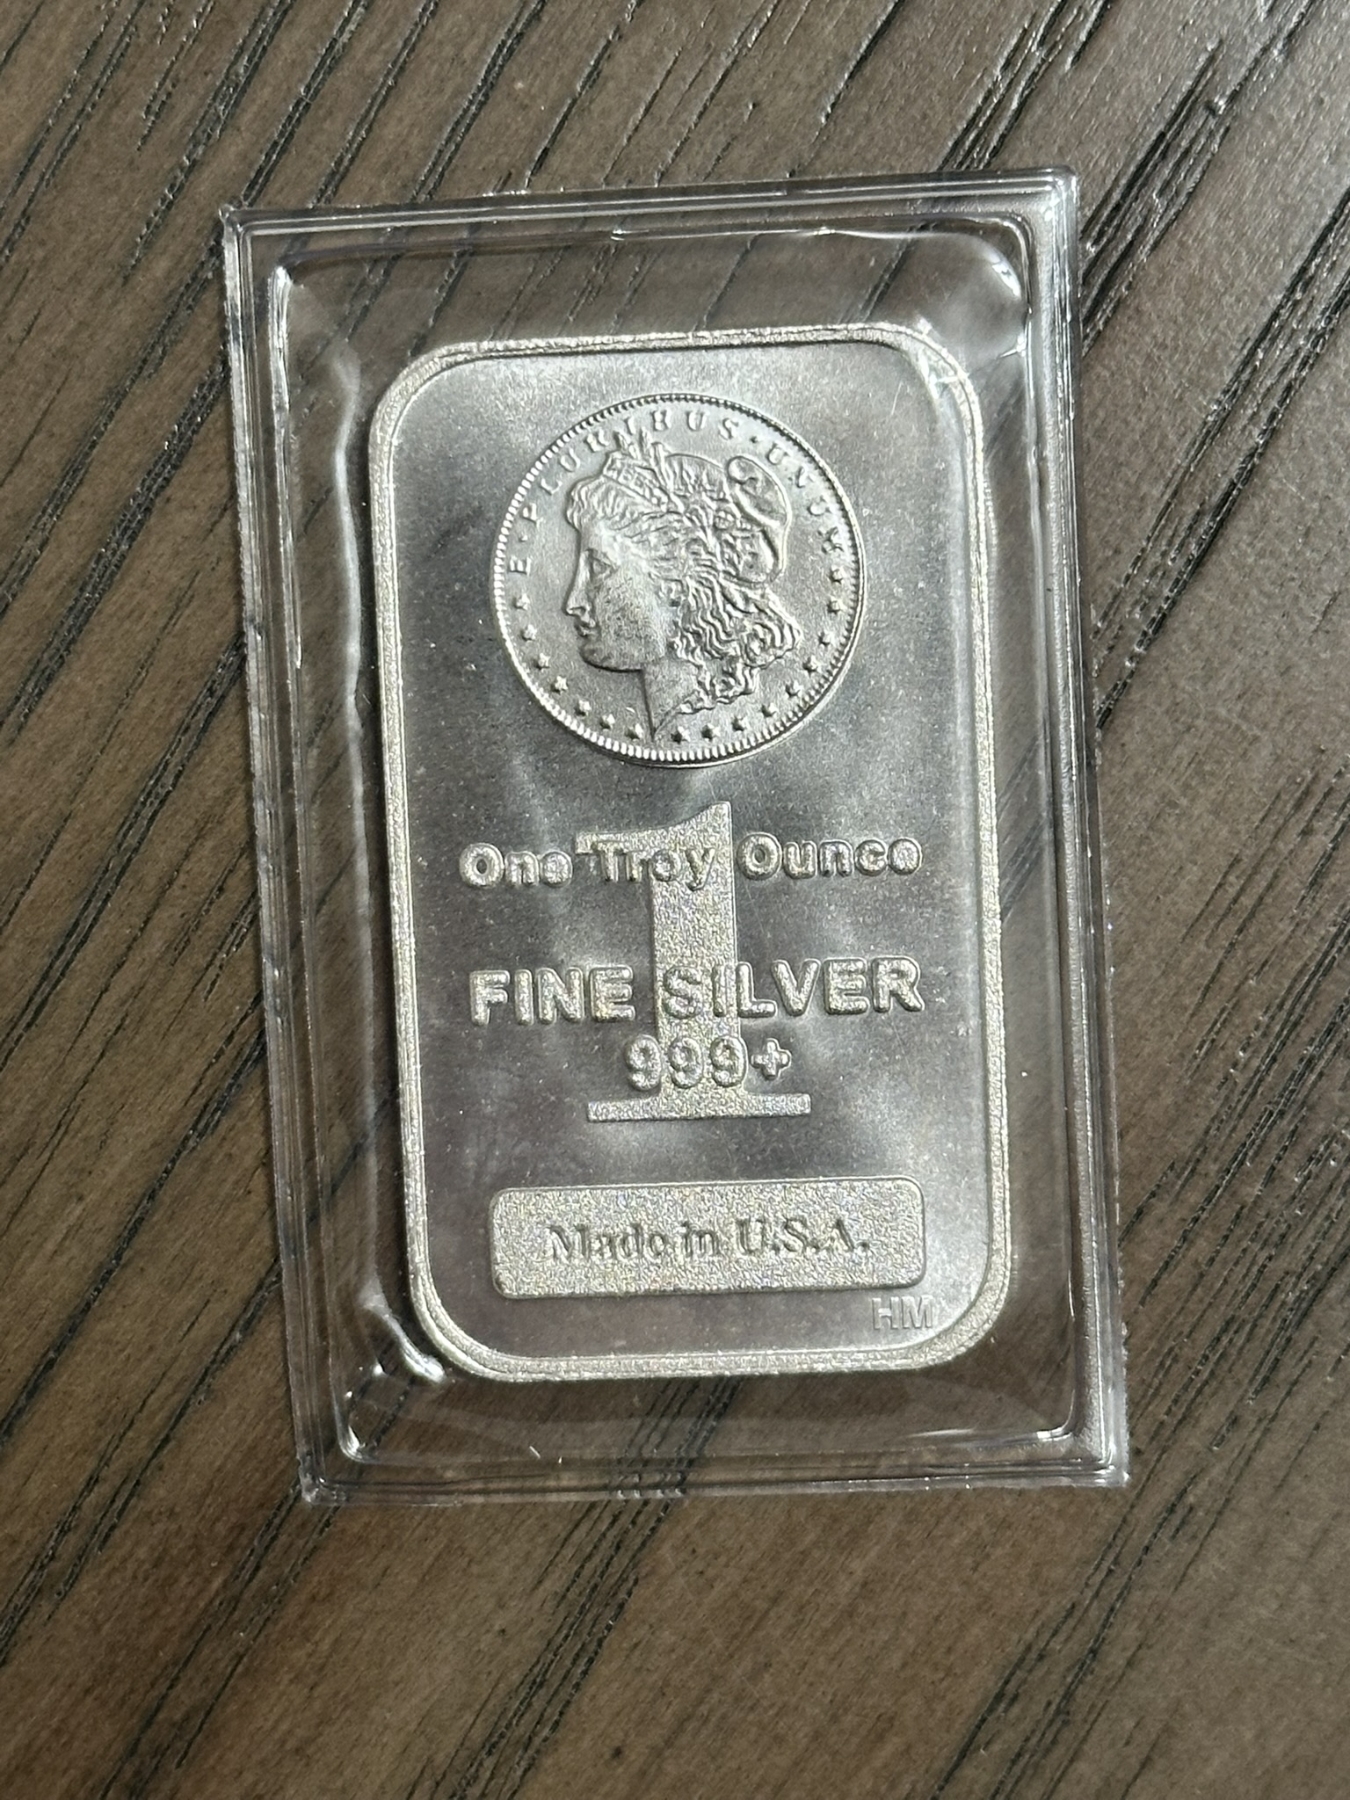 E·PLURIBUS·UNUM
1
One Troy Ounce
FINE SILVER
999+
Made in U.S.A.
HM